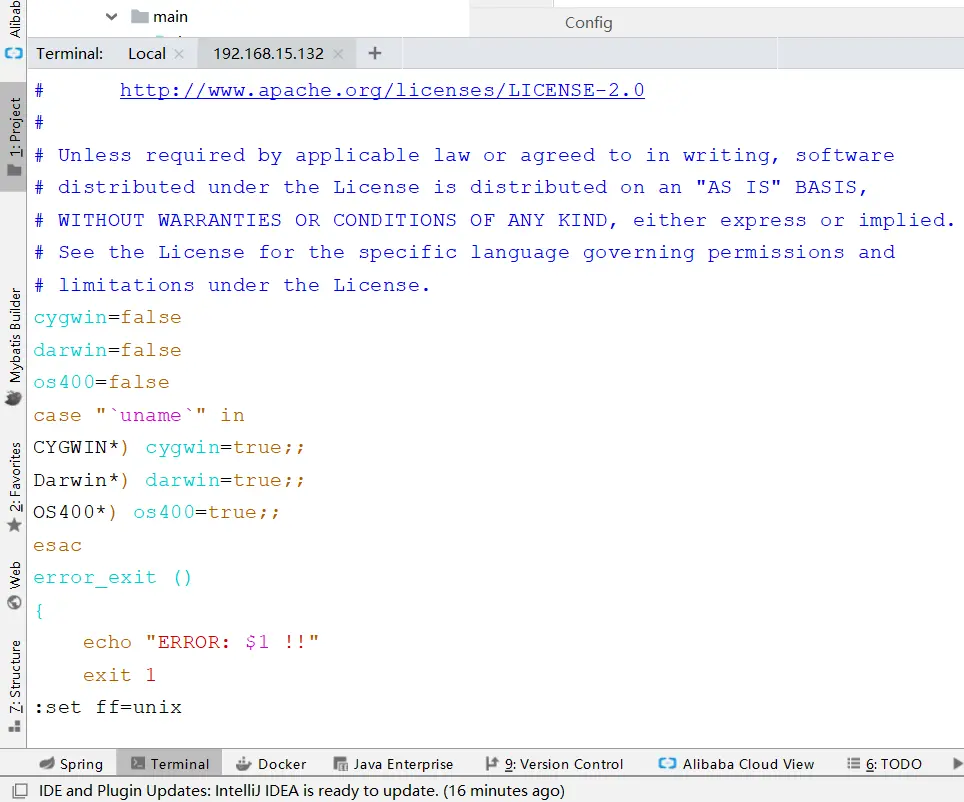 Alibab
main
Config
Terminal:
Local
192.168.15.132
1: Project
Mybatis Builder
2: Favorites
Web
Z: Structure
#       http://www.apache.org/licenses/LICENSE-2.0
#
# Unless required by applicable law or agreed to in writing, software
# distributed under the License is distributed on an "AS IS" BASIS,
# WITHOUT WARRANTIES OR CONDITIONS OF ANY KIND, either express or implied.
# See the License for the specific language governing permissions and
# limitations under the License.
cygwin=false
darwin=false
os400=false
case "`uname`" in
CYGWIN*) cygwin=true;;
Darwin*) darwin=true;;
OS400*) os400=true;;
esac
error_exit ()
{
    echo "ERROR: $1 !!"
    exit 1
:set ff=unix
Spring
Terminal
Docker
Java Enterprise
9: Version Control
Alibaba Cloud View
6: TODO
IDE and Plugin Updates: IntelliJ IDEA is ready to update. (16 minutes ago)